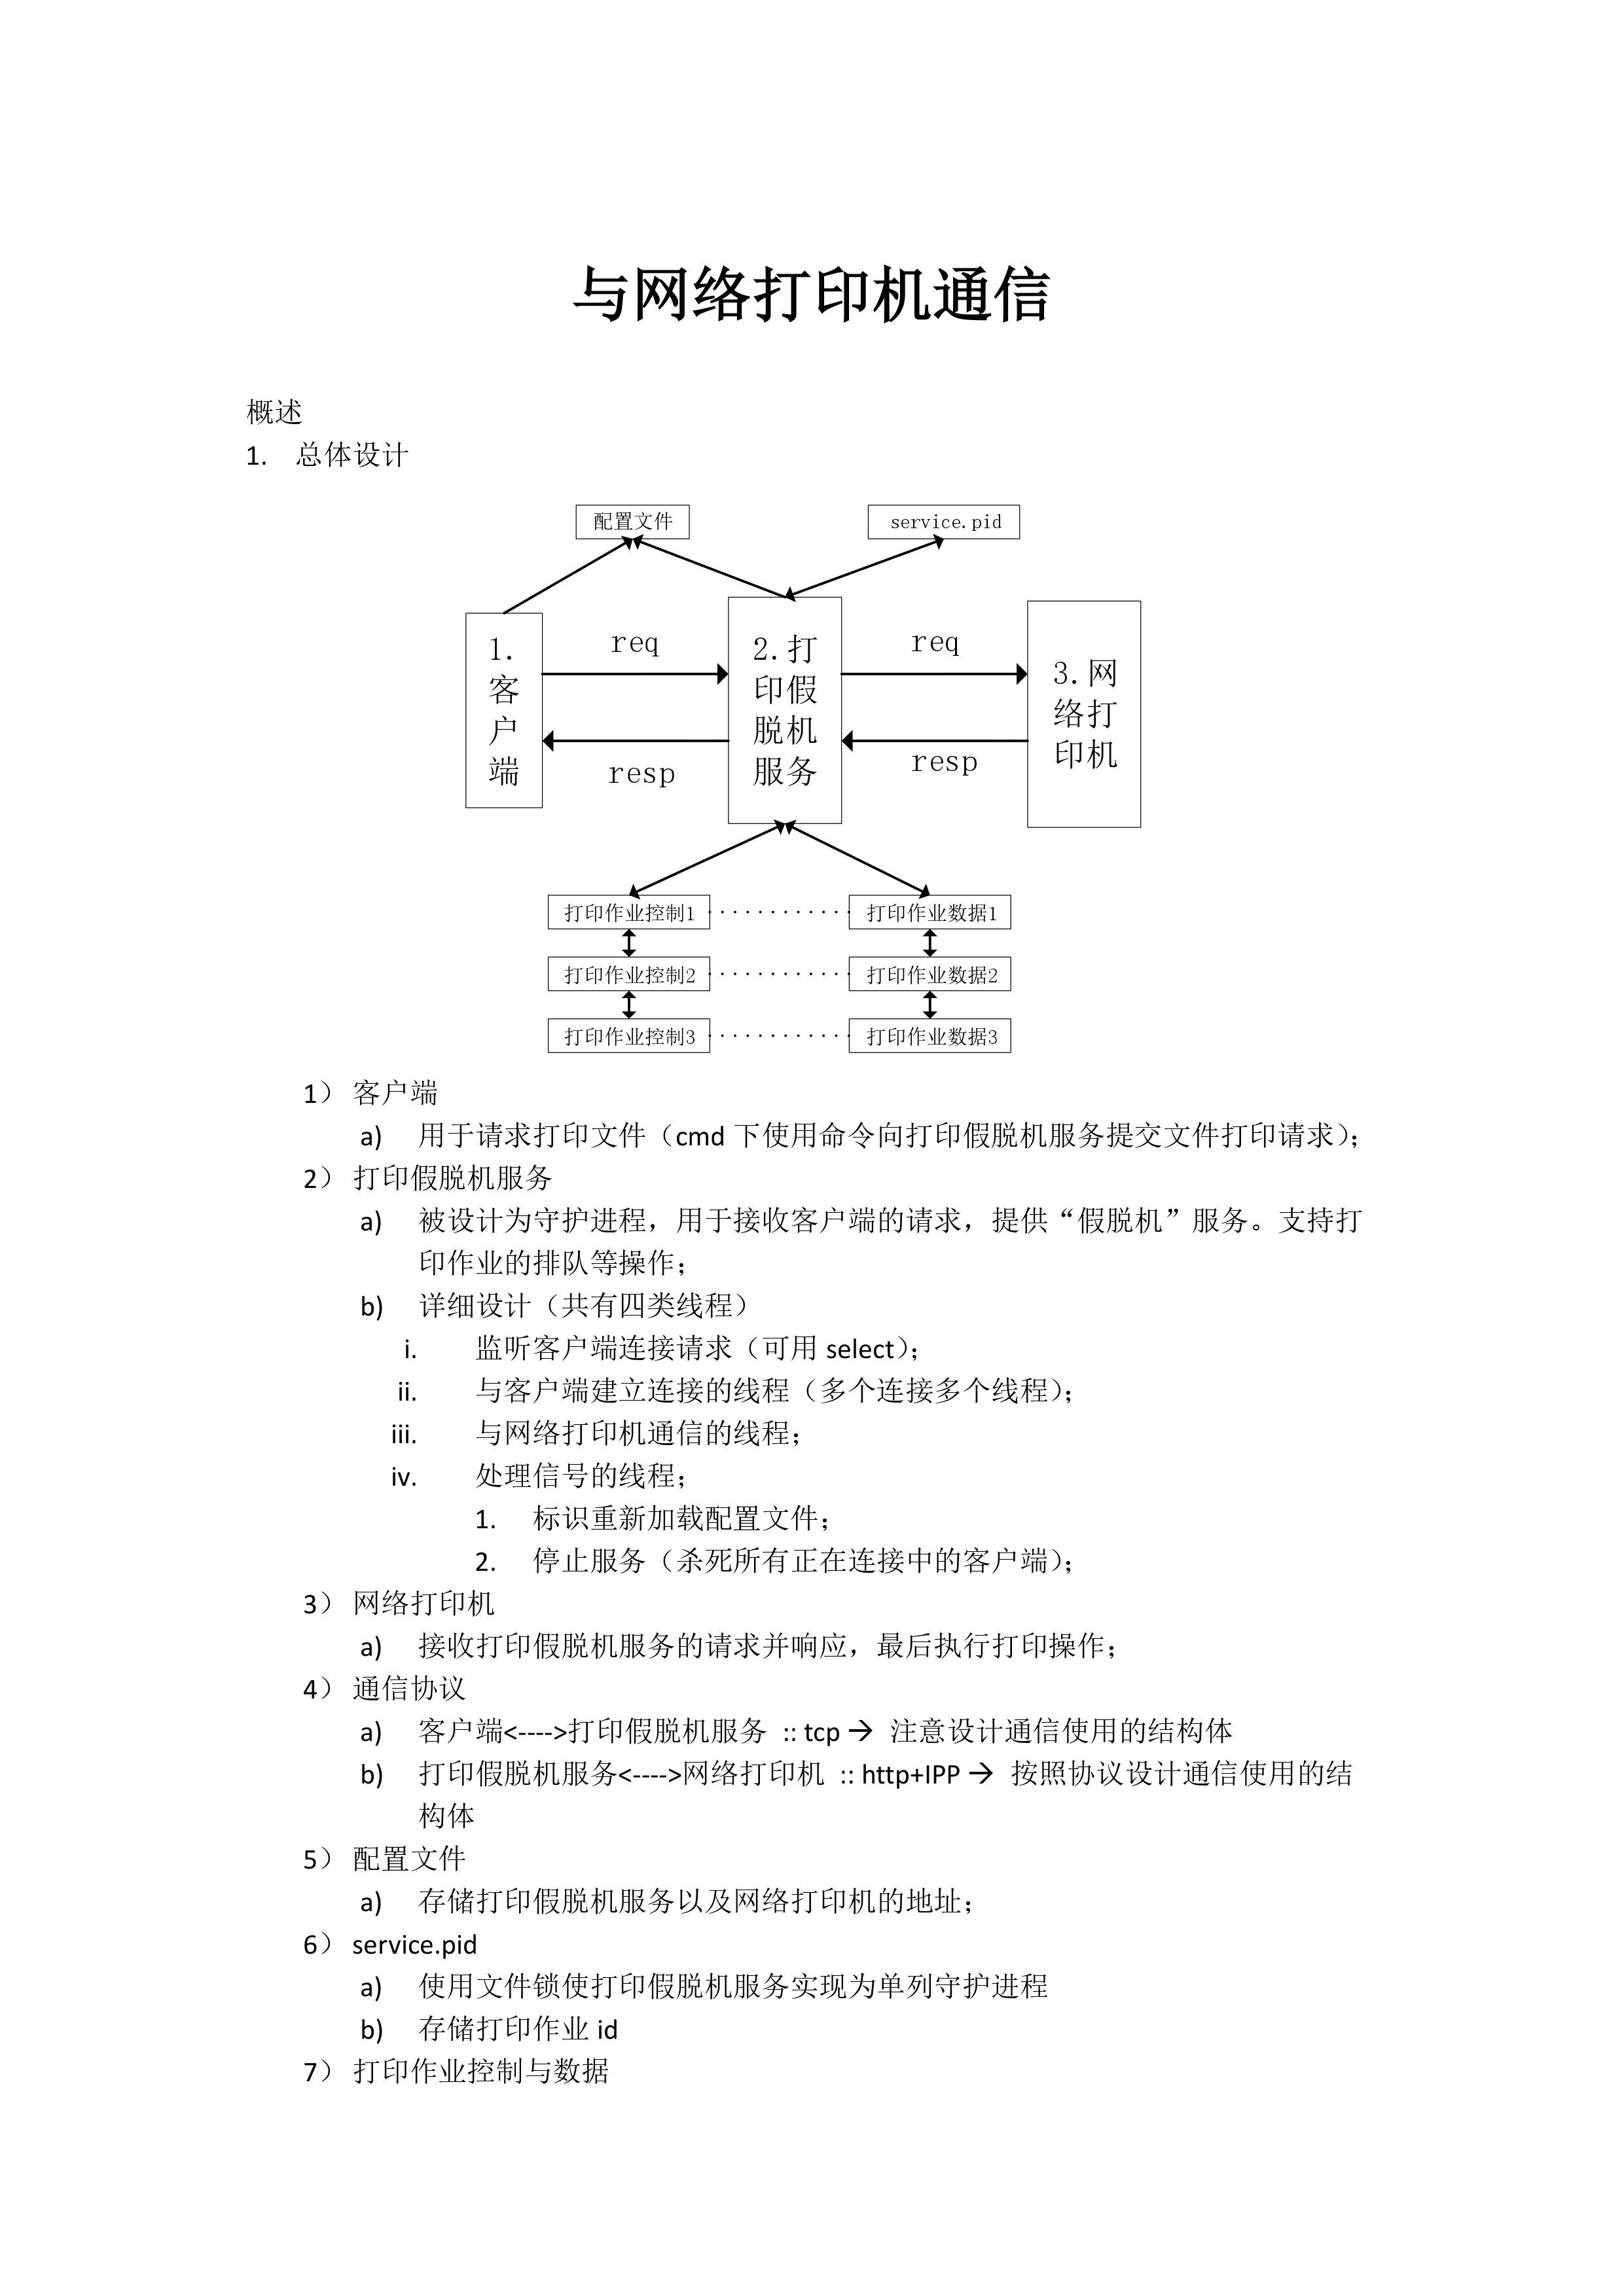 与网络打印机通信
概述
1. 总体设计
配置文件
service.pid
1.
客
户
端
req
resp
2.打
印假
脱机
服务
req
resp
3.网
络打
印机
打印作业控制1 ··········· 打印作业数据1
打印作业控制2 ··········· 打印作业数据2
打印作业控制3 ··········· 打印作业数据3
1） 客户端
a) 用于请求打印文件（cmd 下使用命令向打印假脱机服务提交文件打印请求）；
2） 打印假脱机服务
a) 被设计为守护进程，用于接收客户端的请求，提供“假脱机”服务。支持打
印作业的排队等操作；
b) 详细设计（共有四类线程）
i. 监听客户端连接请求（可用 select）；
ii. 与客户端建立连接的线程（多个连接多个线程）；
iii. 与网络打印机通信的线程；
iv. 处理信号的线程；
1. 标识重新加载配置文件；
2. 停止服务（杀死所有正在连接中的客户端）；
3） 网络打印机
a) 接收打印假脱机服务的请求并响应，最后执行打印操作；
4） 通信协议
a) 客户端<---->打印假脱机服务 :: tcp → 注意设计通信使用的结构体
b) 打印假脱机服务<---->网络打印机 :: http+IPP → 按照协议设计通信使用的结
构体
5） 配置文件
a) 存储打印假脱机服务以及网络打印机的地址；
6） service.pid
a) 使用文件锁使打印假脱机服务实现为单列守护进程
b) 存储打印作业 id
7） 打印作业控制与数据